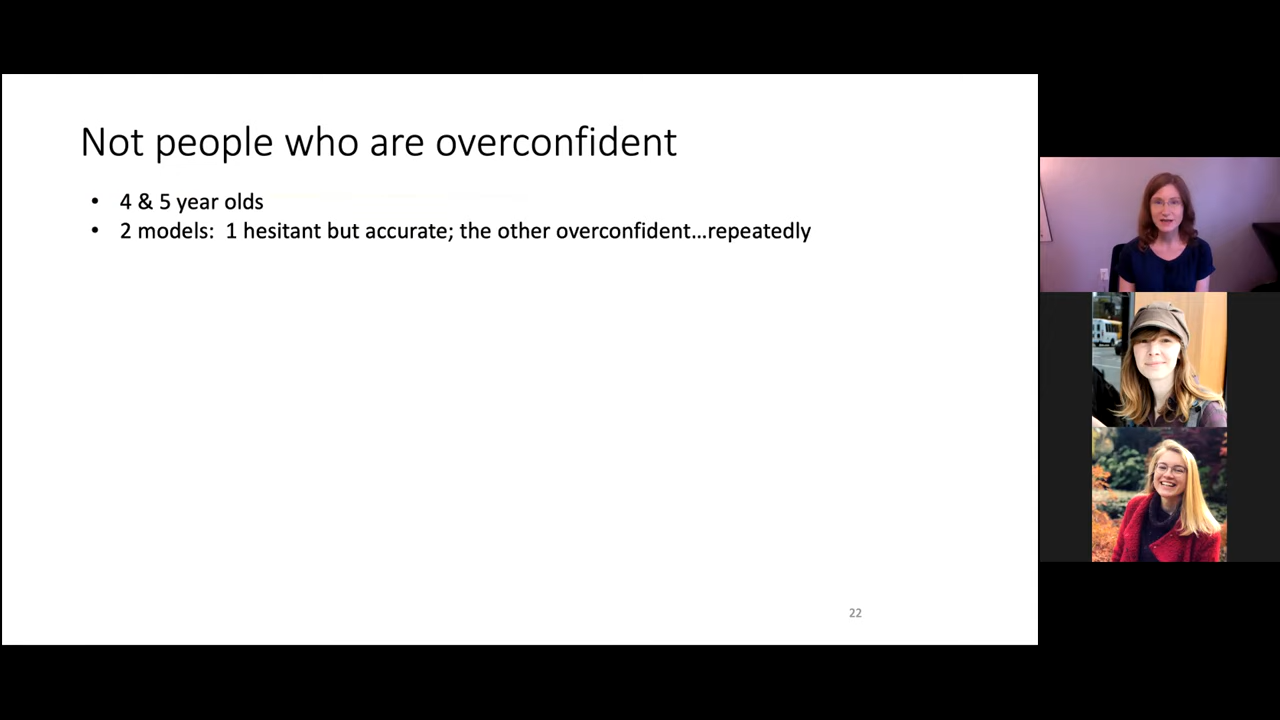 Not people who are overconfident
• 4 & 5 year olds
• 2 models:  1 hesitant but accurate; the other overconfident...repeatedly
22